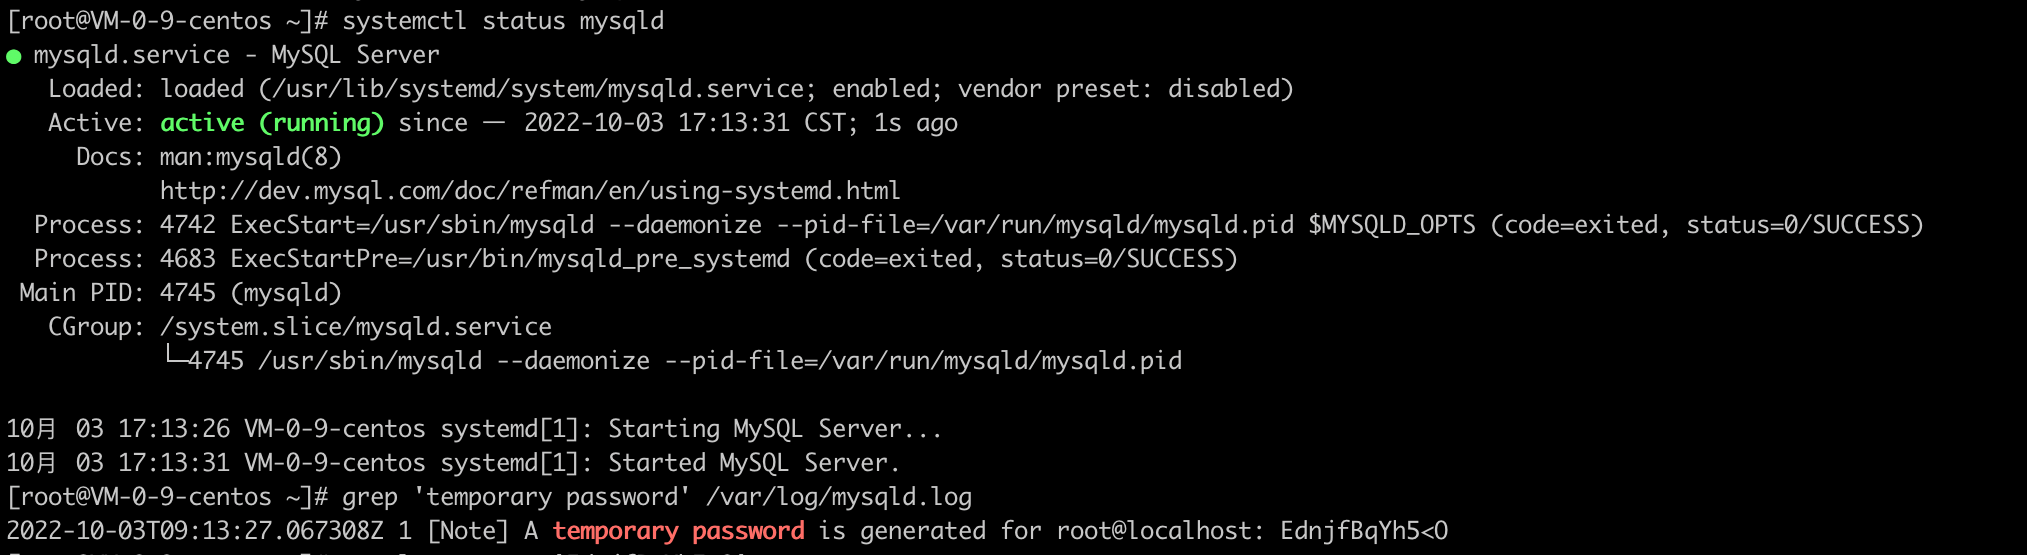 [root@VM-0-9-centos ~]# systemctl status mysqld
● mysqld.service - MySQL Server
   Loaded: loaded (/usr/lib/systemd/system/mysqld.service; enabled; vendor preset: disabled)
   Active: active (running) since 一 2022-10-03 17:13:31 CST; 1s ago
     Docs: man:mysqld(8)
           http://dev.mysql.com/doc/refman/en/using-systemd.html
  Process: 4742 ExecStart=/usr/sbin/mysqld --daemonize --pid-file=/var/run/mysqld/mysqld.pid $MYSQLD_OPTS (code=exited, status=0/SUCCESS)
  Process: 4683 ExecStartPre=/usr/bin/mysqld_pre_systemd (code=exited, status=0/SUCCESS)
 Main PID: 4745 (mysqld)
   CGroup: /system.slice/mysqld.service
           └─4745 /usr/sbin/mysqld --daemonize --pid-file=/var/run/mysqld/mysqld.pid
10月 03 17:13:26 VM-0-9-centos systemd[1]: Starting MySQL Server...
10月 03 17:13:31 VM-0-9-centos systemd[1]: Started MySQL Server.
[root@VM-0-9-centos ~]# grep 'temporary password' /var/log/mysqld.log
2022-10-03T09:13:27.067308Z 1 [Note] A temporary password is generated for root@localhost: EdnjfBqYh5<O